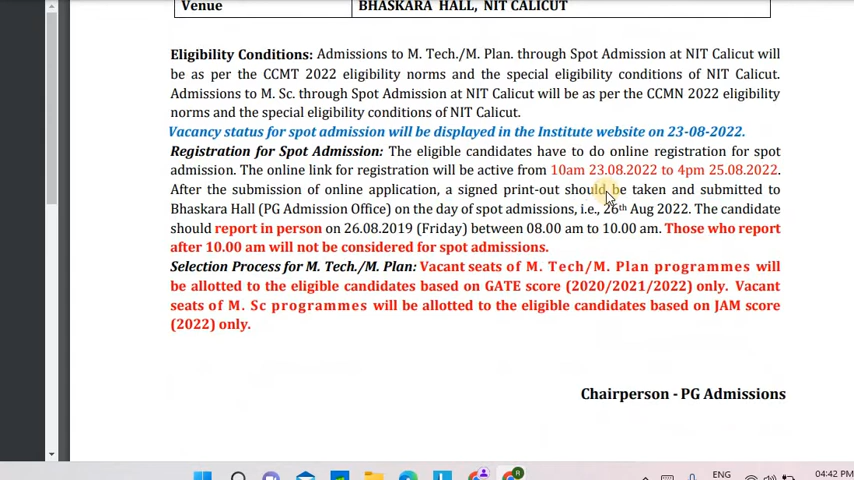 Venue BHASKARA HALL, NIT CALICUT
Eligibility Conditions: Admissions to M. Tech./M. Plan. through Spot Admission at NIT Calicut will
be as per the CCMT 2022 eligibility norms and the special eligibility conditions of NIT Calicut.
Admissions to M. Sc. through Spot Admission at NIT Calicut will be as per the CCMN 2022 eligibility
norms and the special eligibility conditions of NIT Calicut.
Vacancy status for spot admission will be displayed in the Institute website on 23-08-2022.
Registration for Spot Admission: The eligible candidates have to do online registration for spot
admission. The online link for registration will be active from 10am 23.08.2022 to 4pm 25.08.2022.
After the submission of online application, a signed print-out should be taken and submitted to
Bhaskara Hall (PG Admission Office) on the day of spot admissions, i.e., 26th Aug 2022. The candidate
should report in person on 26.08.2019 (Friday) between 08.00 am to 10.00 am. Those who report
after 10.00 am will not be considered for spot admissions.
Selection Process for M. Tech./M. Plan: Vacant seats of M. Tech/M. Plan programmes will
be allotted to the eligible candidates based on GATE score (2020/2021/2022) only. Vacant
seats of M. Sc programmes will be allotted to the eligible candidates based on JAM score
(2022) only.
Chairperson - PG Admissions
ENG
04:42 PM